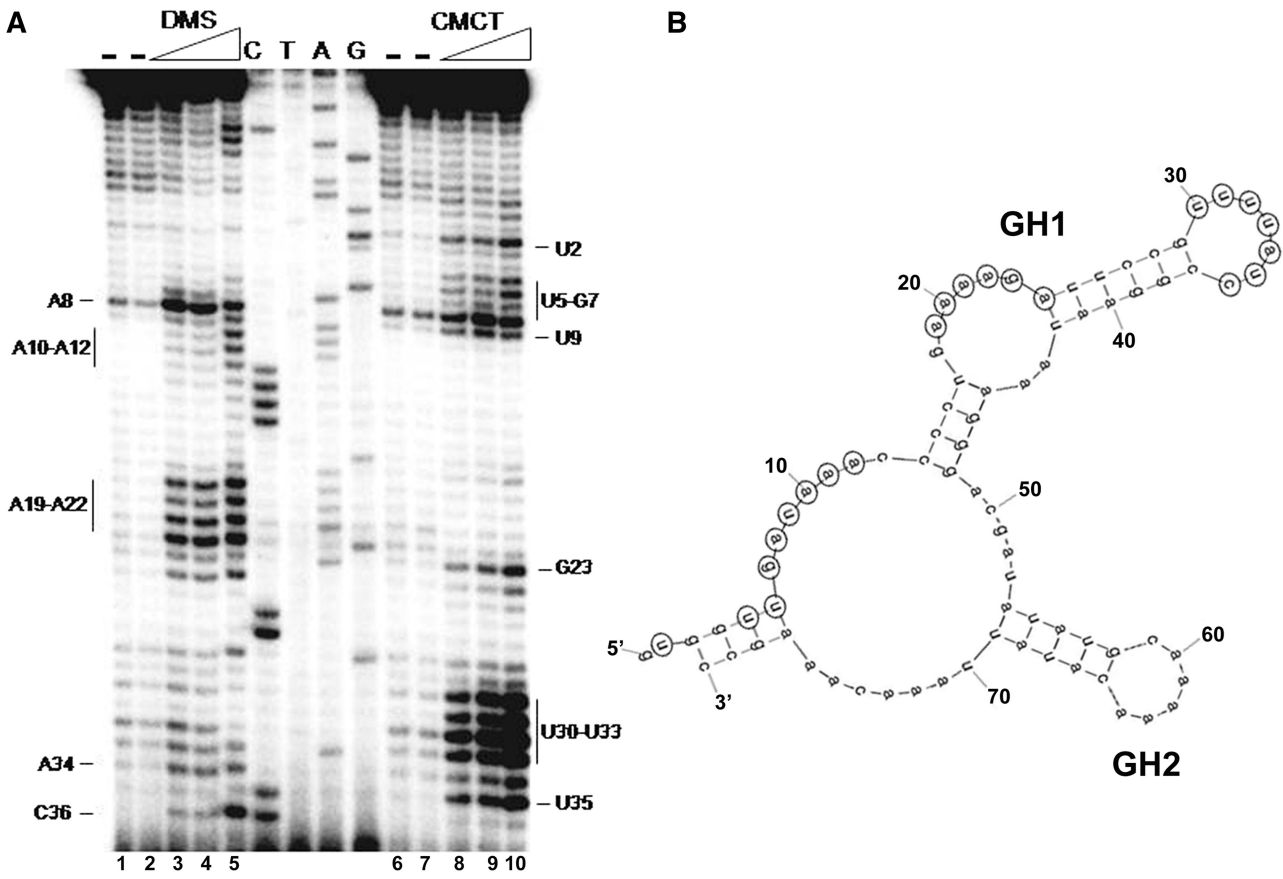 A
B
DMS
CMCT
- - C T A G - -
U2
A8
U5-G7
U9
A10-A12
A19-A22
G23
U30-U33
A34
U35
C36
1 2 3 4 5 6 7 8 9 10
GH1
GH2
5’
3’
10
20
30
40
50
60
70